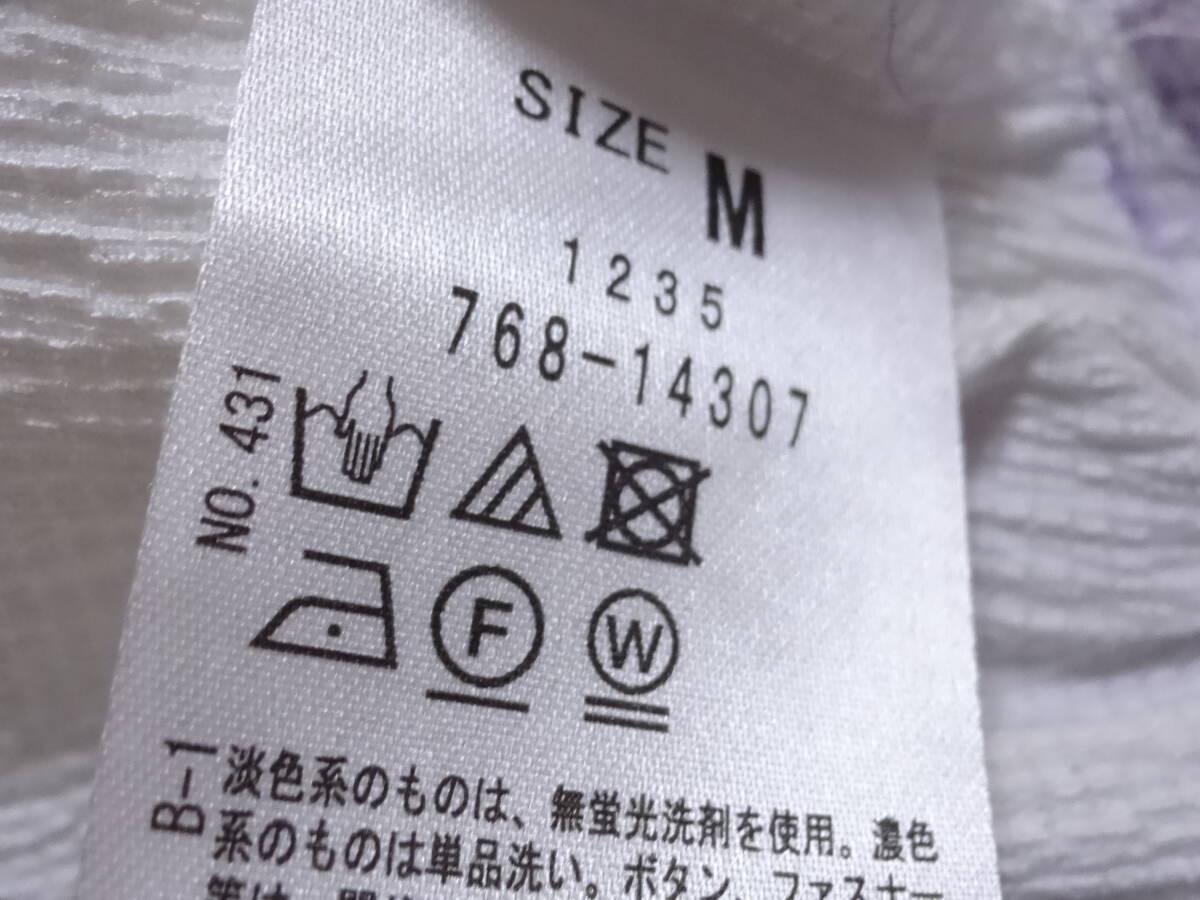 SIZE M
1235
768-14307
NO. 431
F
W
B-1
淡色系のものは、無蛍光洗剤を使用。濃色
系のものは単品洗い。ボタン、ファスナー
等は、